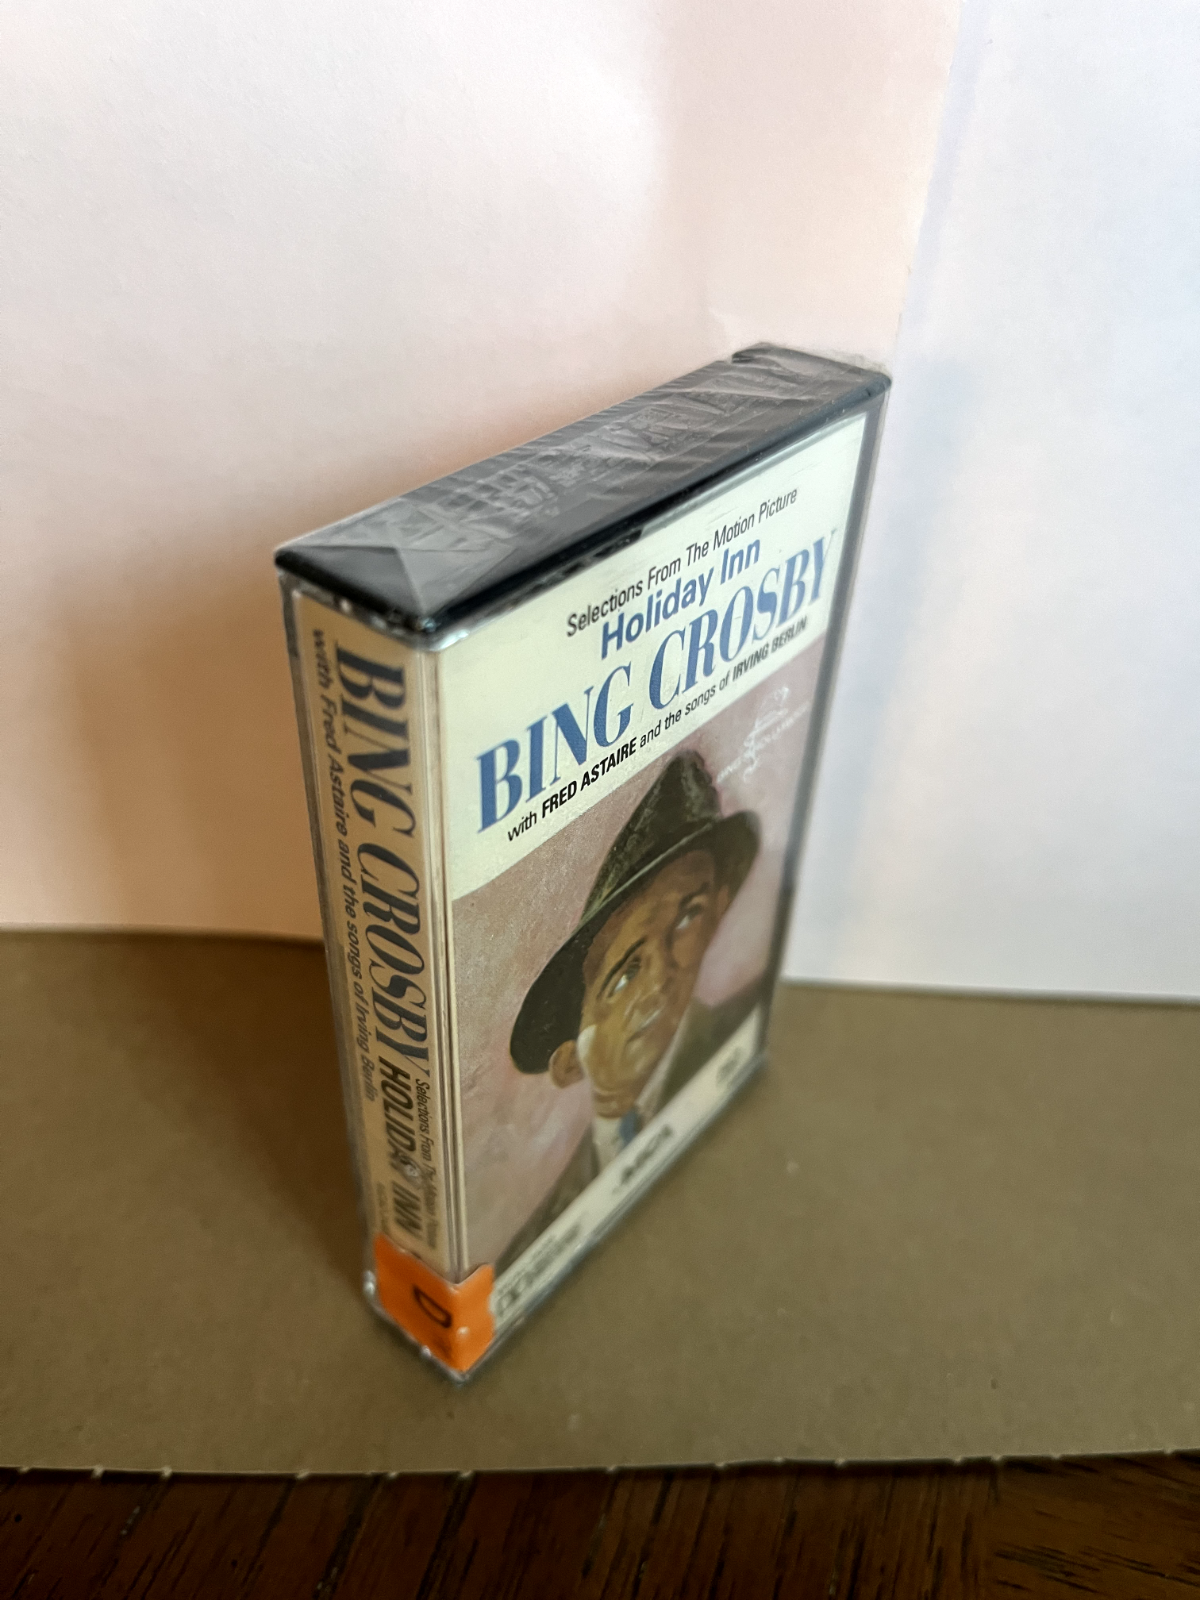 Selections From The Motion Picture
Holiday Inn
BING CROSBY
with FRED ASTAIRE and the songs of IRVING BERLIN
MCA
BING CROSBY
with Fred Astaire and the songs of Irving Berlin
Selections From The Motion Picture
HOLIDAY INN
D